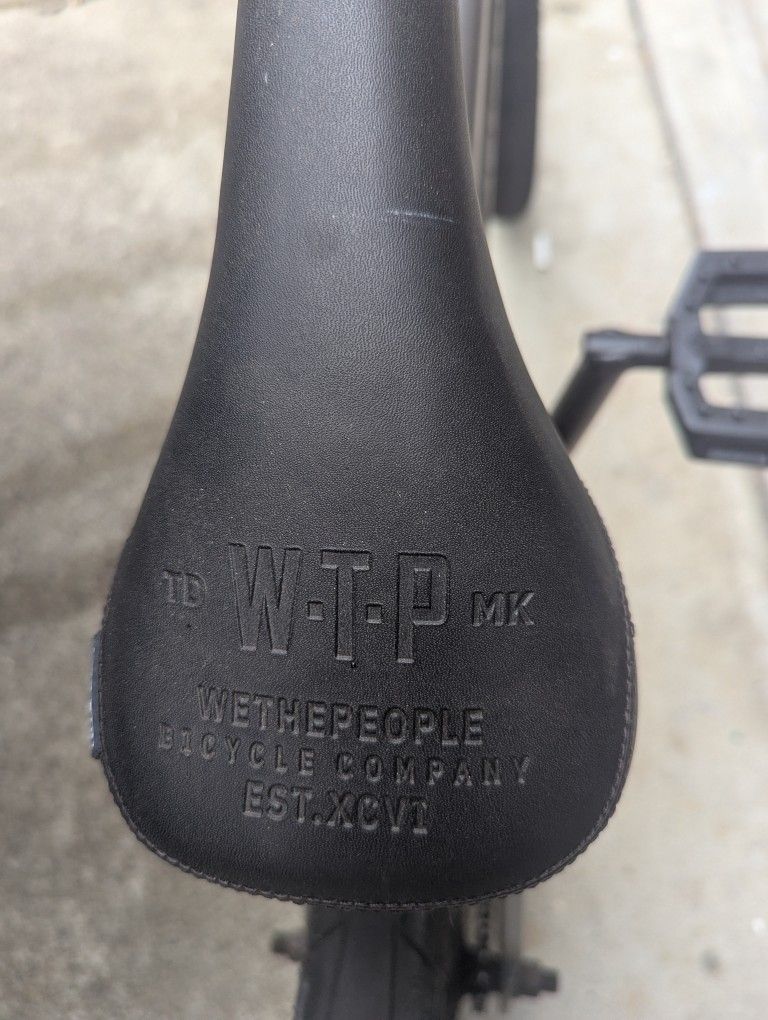 TD W·T·P MK
WETHEPEOPLE
BICYCLE COMPANY
EST.XCVI